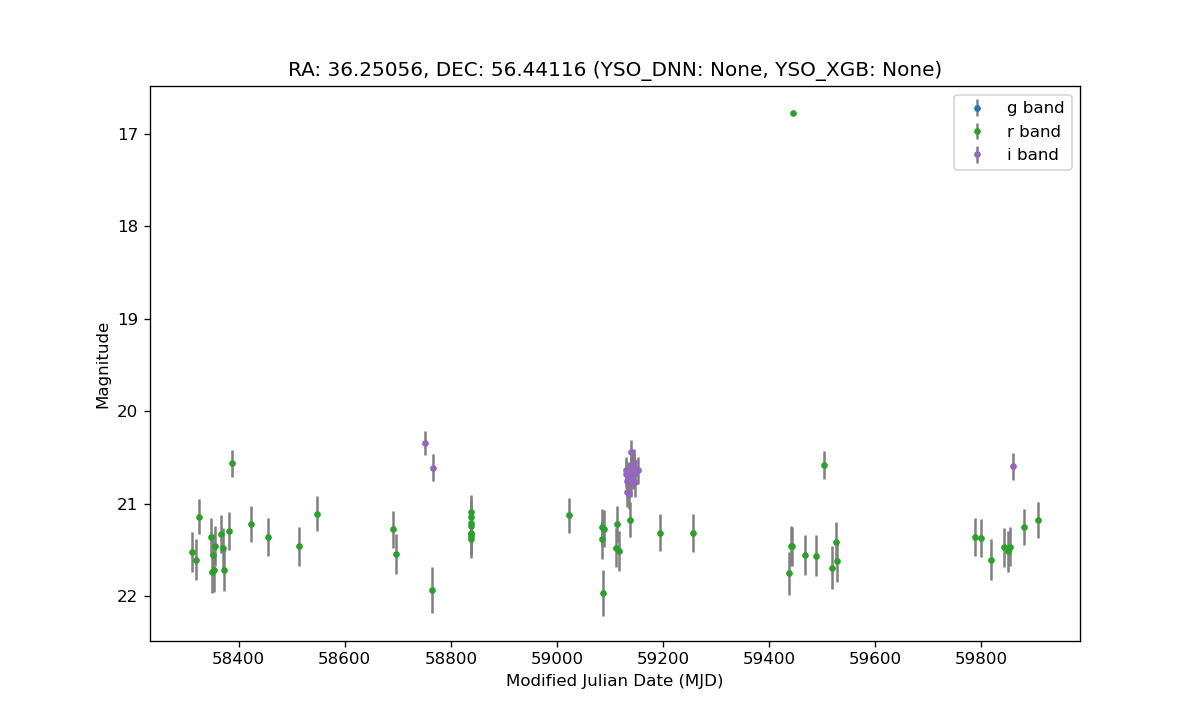 RA: 36.25056, DEC: 56.44116 (YSO_DNN: None, YSO_XGB: None)
g band
r band
i band
17
18
19
20
21
22
Magnitude
58400 58600 58800 59000 59200 59400 59600 59800
Modified Julian Date (MJD)